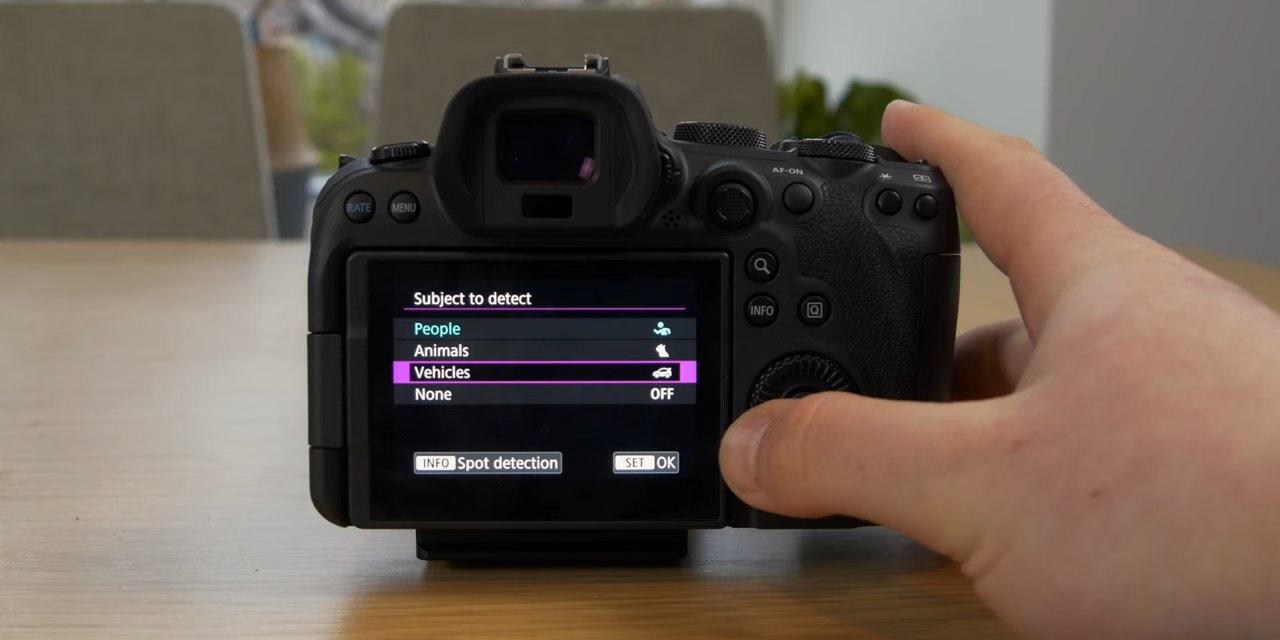 AF-ON
RATE MENU
Subject to detect
People
Animals
Vehicles
None OFF
INFO Spot detection SET OK
INFO
Q